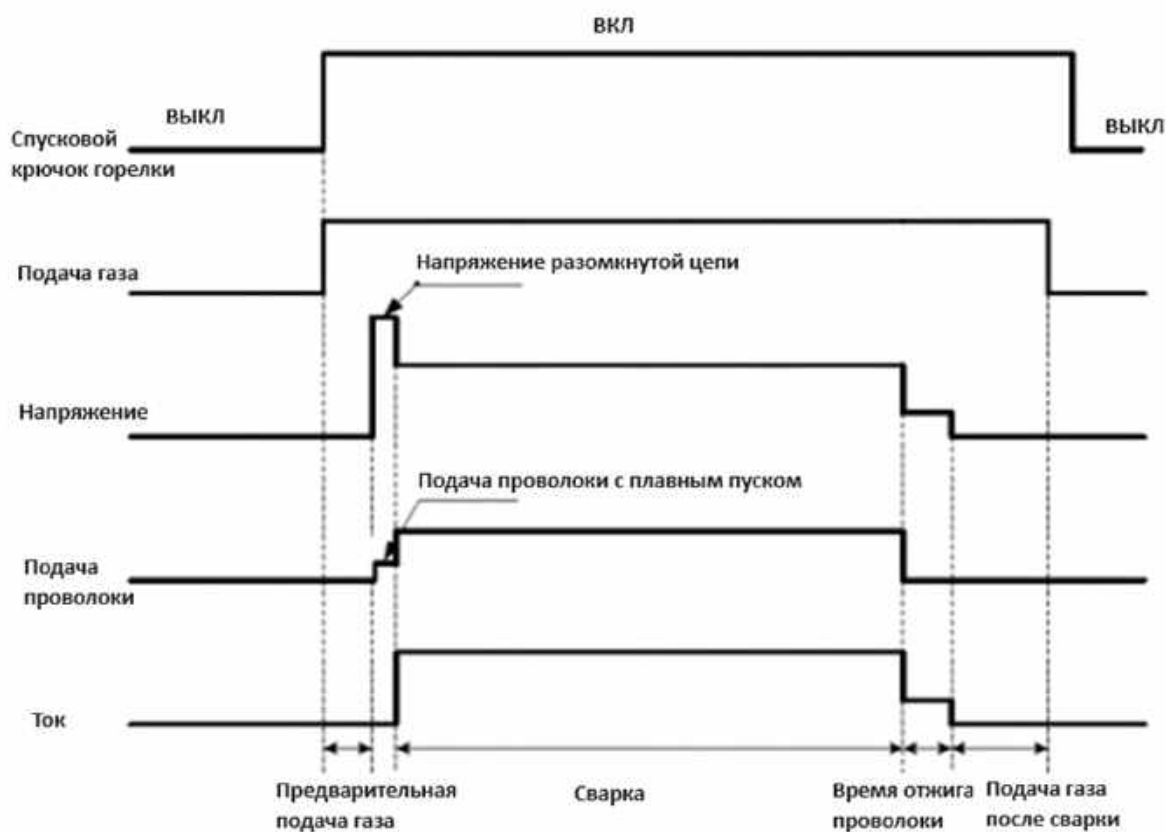 ВКЛ
ВЫКЛ
ВЫКЛ
Спусковой
крючок горелки
Подача газа
Напряжение разомкнутой цепи
Напряжение
Подача проволоки с плавным пуском
Подача
проволоки
Ток
Предварительная
подача газа
Сварка
Время отжига
проволоки
Подача газа
после сварки